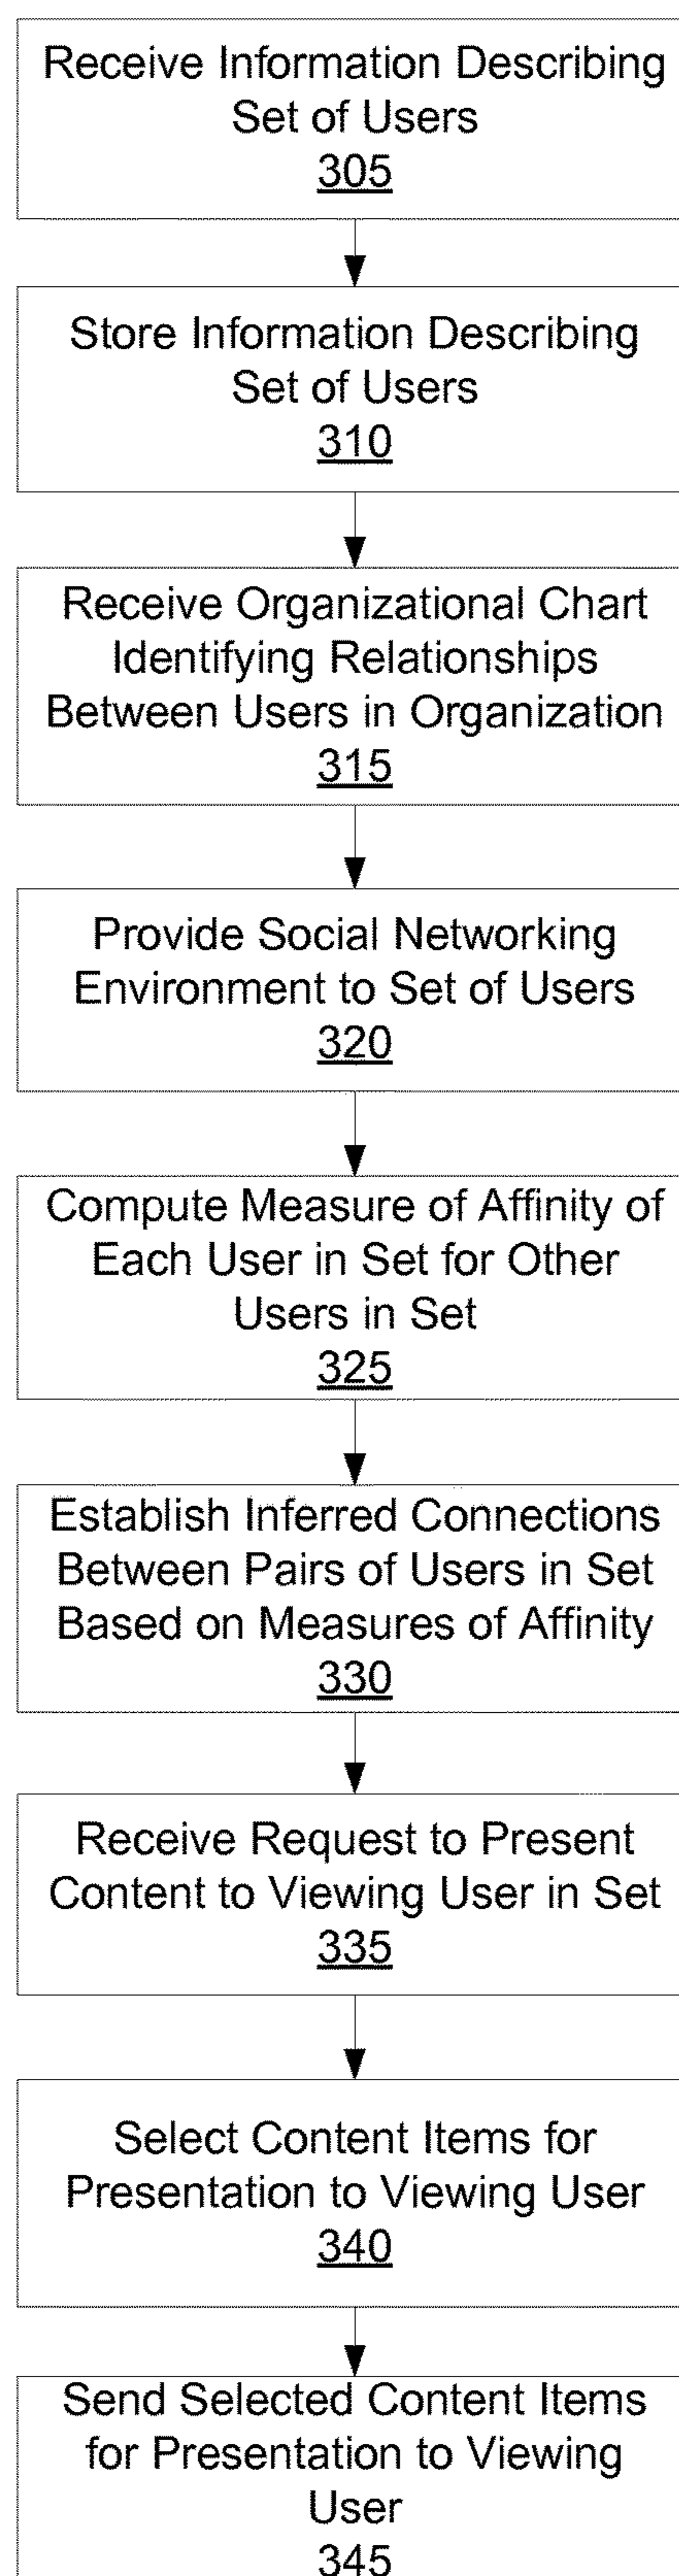 Receive Information Describing
Set of Users
305
Store Information Describing
Set of Users
310
Receive Organizational Chart
Identifying Relationships
Between Users in Organization
315
Provide Social Networking
Environment to Set of Users
320
Compute Measure of Affinity of
Each User in Set for Other
Users in Set
325
Establish Inferred Connections
Between Pairs of Users in Set
Based on Measures of Affinity
330
Receive Request to Present
Content to Viewing User in Set
335
Select Content Items for
Presentation to Viewing User
340
Send Selected Content Items
for Presentation to Viewing
User
345